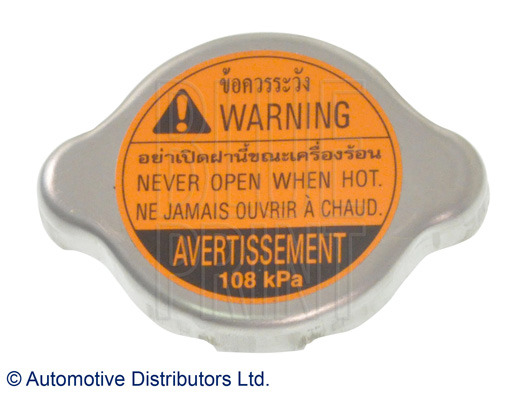 ข้อควรระวัง
WARNING
อย่าเปิดฝานี้ขณะเครื่องร้อน
NEVER OPEN WHEN HOT.
NE JAMAIS OUVRIR À CHAUD.
AVERTISSEMENT
108 kPa
BLUE
PRINT
© Automotive Distributors Ltd.